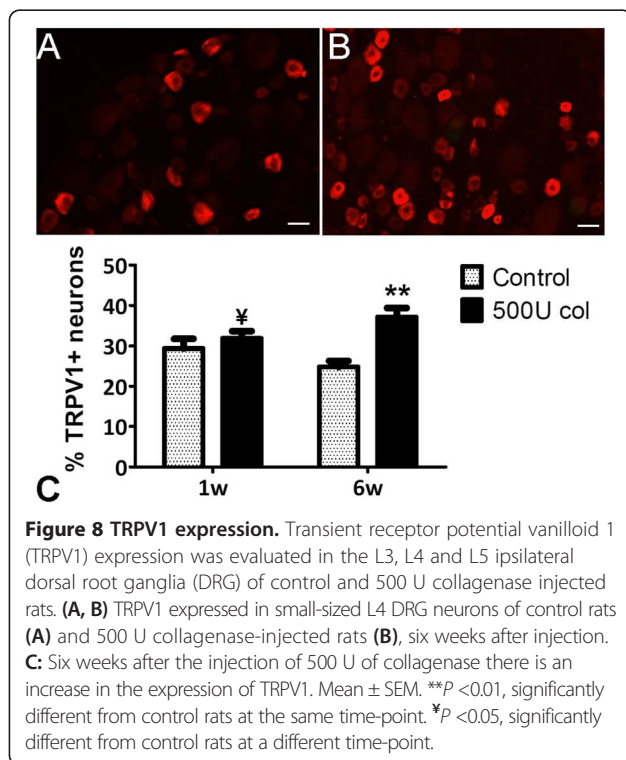 A
B
50
40
30
20
10
0
% TRPV1+ neurons
¥
**
Control
500U col
1w
6w
C
Figure 8 TRPV1 expression. Transient receptor potential vanilloid 1
(TRPV1) expression was evaluated in the L3, L4 and L5 ipsilateral
dorsal root ganglia (DRG) of control and 500 U collagenase injected
rats. (A, B) TRPV1 expressed in small-sized L4 DRG neurons of control rats
(A) and 500 U collagenase-injected rats (B), six weeks after injection.
C: Six weeks after the injection of 500 U of collagenase there is an
increase in the expression of TRPV1. Mean ± SEM. **P <0.01, significantly
different from control rats at the same time-point. ¥P <0.05, significantly
different from control rats at a different time-point.